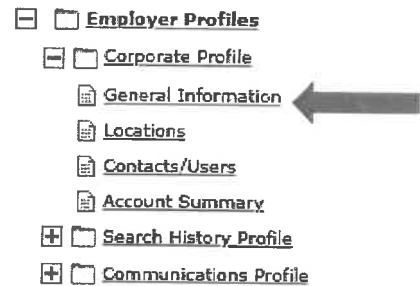 Employer Profiles
Corporate Profile
General Information
Locations
Contacts/Users
Account Summary
Search History Profile
Communications Profile